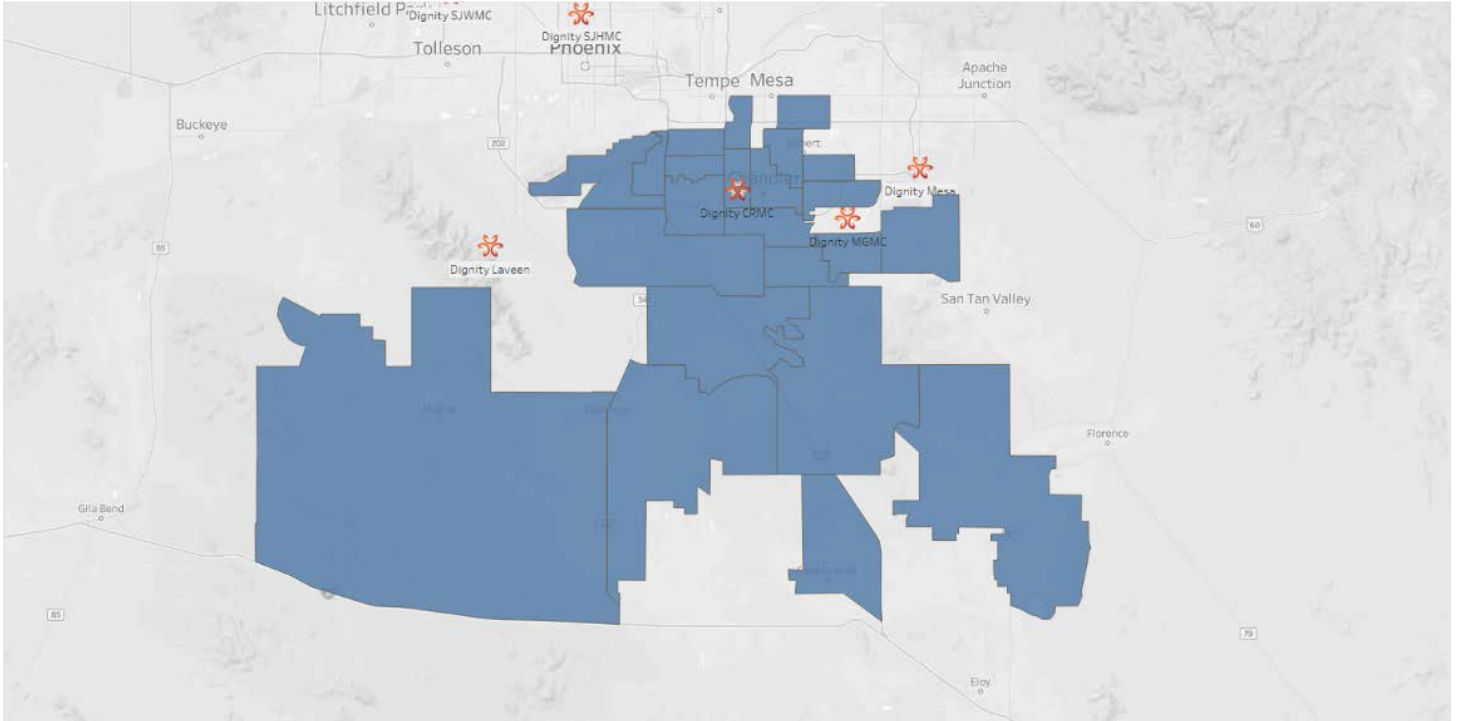 Litchfield P
Dignity SJWMC
Dignity SJHMC
Phoenix
Tolleson
Tempe
Mesa
Apache
Junction
Buckeye
202
Chandler
Dignity Mesa
Dignity CRMC
Dignity MGMC
Dignity Laveen
85
60
San Tan Valley
Florence
Gila Bend
85
79
Eloy